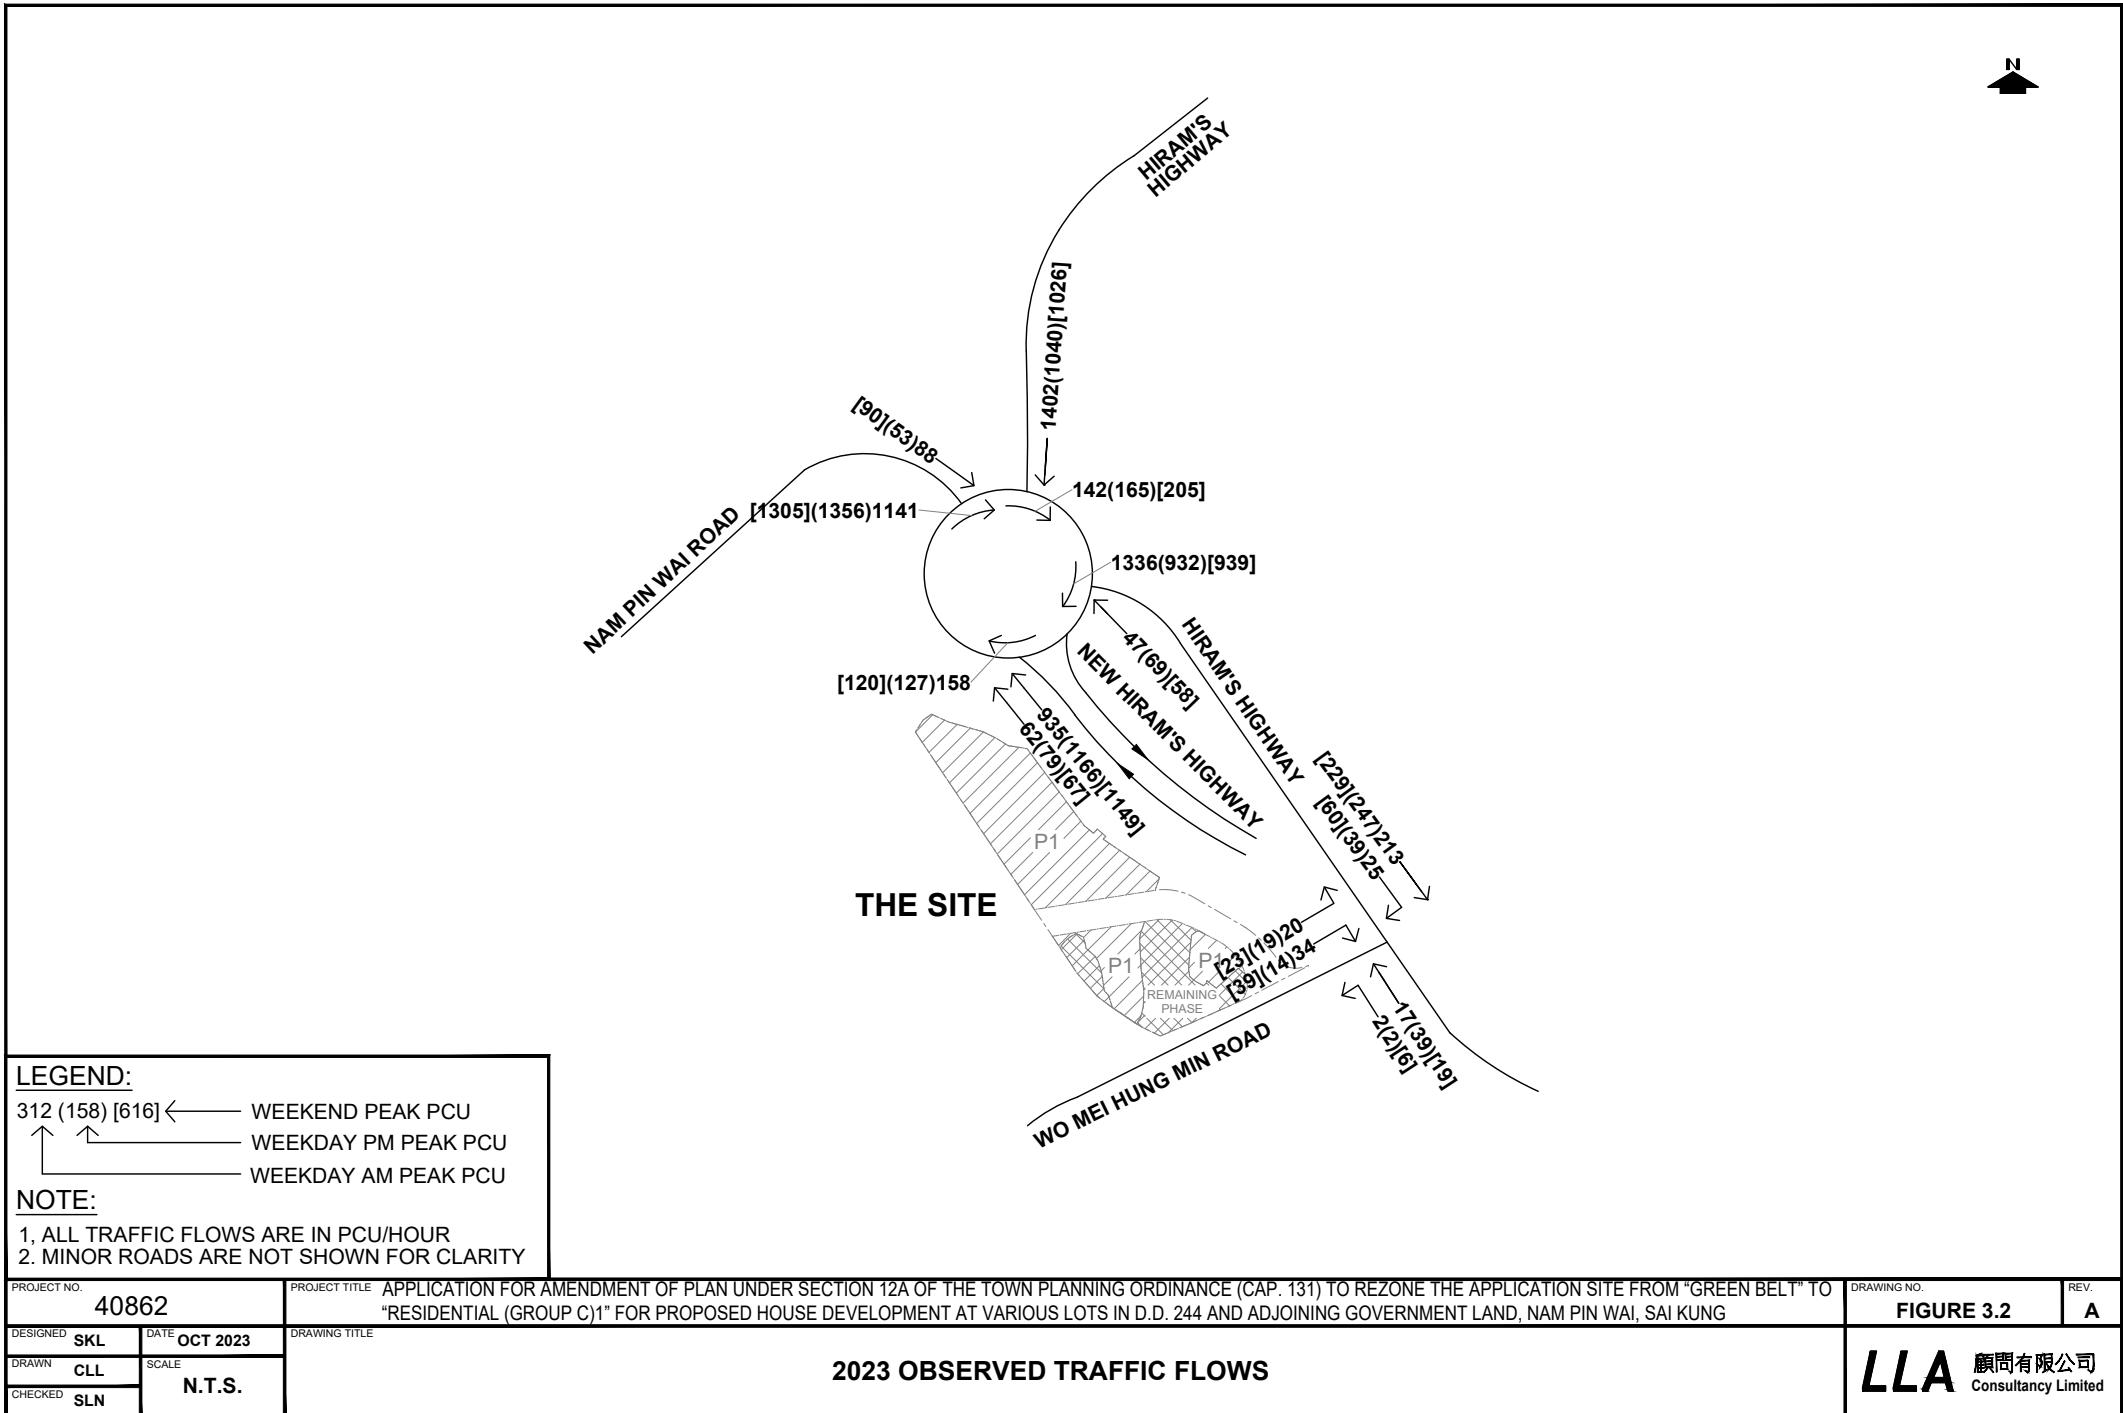 N
HIRAM'S
HIGHWAY
1402(1040)[1026]
[90](53)88
142(165)[205]
[1305](1356)1141
NAM PIN WAI ROAD
1336(932)[939]
47(69)[58]
HIRAM'S HIGHWAY
NEW HIRAM'S HIGHWAY
[120](127)158
935(1166)[1149]
62(79)[67]
[229](247)213
[60](39)25
P1
THE SITE
[23](19)20
[39](14)34
P1
P1
REMAINING
PHASE
17(39)[19]
2(2)[6]
WO MEI HUNG MIN ROAD
LEGEND:
312 (158) [616]
WEEKEND PEAK PCU
WEEKDAY PM PEAK PCU
WEEKDAY AM PEAK PCU
NOTE:
1, ALL TRAFFIC FLOWS ARE IN PCU/HOUR
2. MINOR ROADS ARE NOT SHOWN FOR CLARITY
PROJECT NO.
40862
PROJECT TITLE
APPLICATION FOR AMENDMENT OF PLAN UNDER SECTION 12A OF THE TOWN PLANNING ORDINANCE (CAP. 131) TO REZONE THE APPLICATION SITE FROM “GREEN BELT” TO
“RESIDENTIAL (GROUP C)1” FOR PROPOSED HOUSE DEVELOPMENT AT VARIOUS LOTS IN D.D. 244 AND ADJOINING GOVERNMENT LAND, NAM PIN WAI, SAI KUNG
DRAWING NO.
FIGURE 3.2
REV.
A
DESIGNED SKL
DATE OCT 2023
DRAWN CLL
SCALE
N.T.S.
CHECKED SLN
DRAWING TITLE
2023 OBSERVED TRAFFIC FLOWS
LLA
顧問有限公司
Consultancy Limited